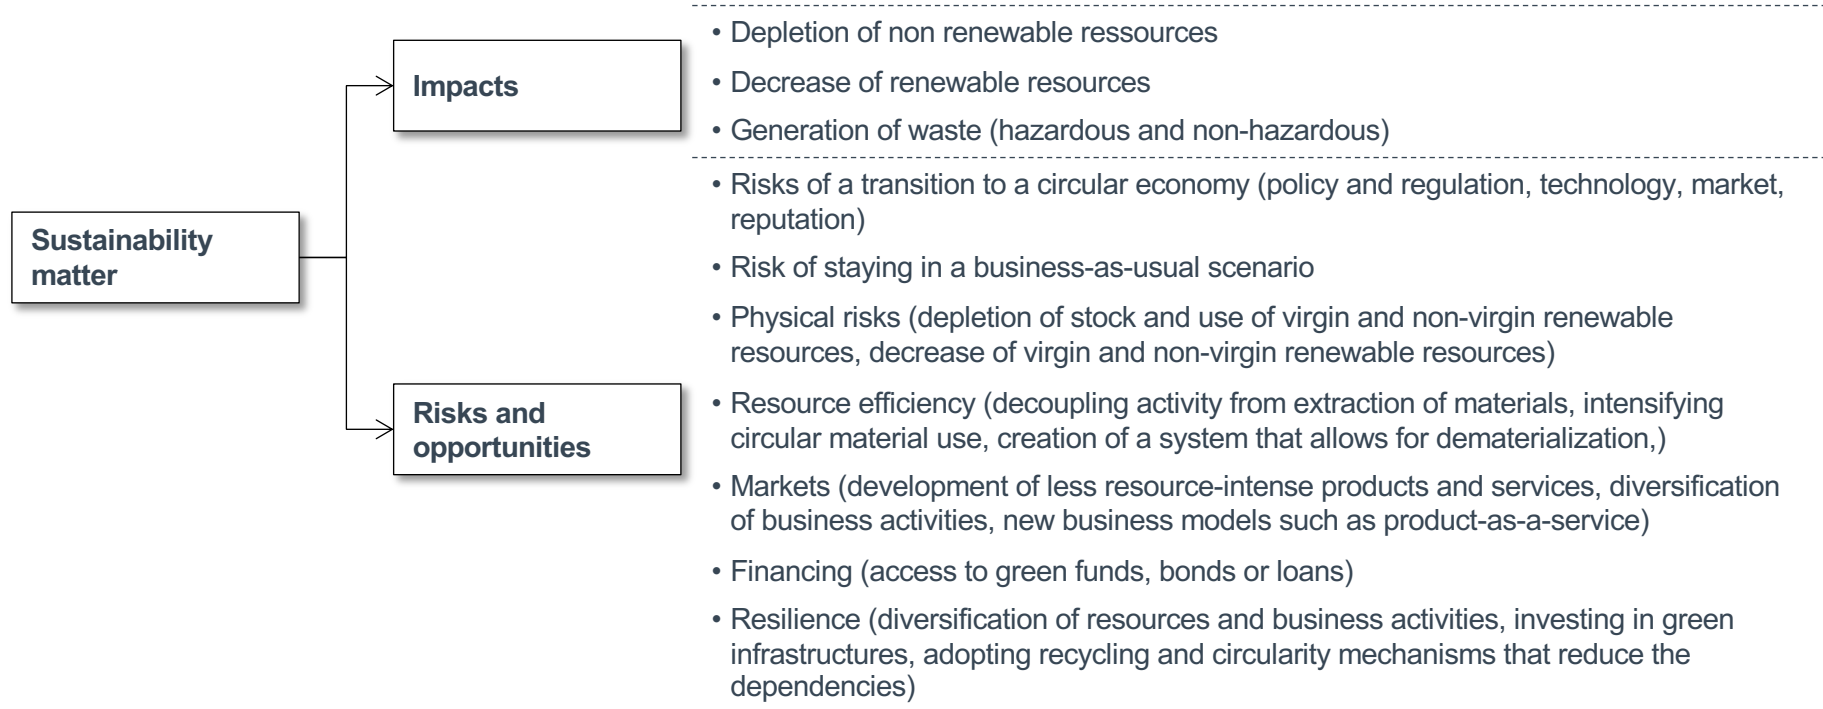 Sustainability
matter
Impacts
• Depletion of non renewable ressources
• Decrease of renewable resources
• Generation of waste (hazardous and non-hazardous)
Risks and
opportunities
• Risks of a transition to a circular economy (policy and regulation, technology, market,
reputation)
• Risk of staying in a business-as-usual scenario
• Physical risks (depletion of stock and use of virgin and non-virgin renewable
resources, decrease of virgin and non-virgin renewable resources)
• Resource efficiency (decoupling activity from extraction of materials, intensifying
circular material use, creation of a system that allows for dematerialization,)
• Markets (development of less resource-intense products and services, diversification
of business activities, new business models such as product-as-a-service)
• Financing (access to green funds, bonds or loans)
• Resilience (diversification of resources and business activities, investing in green
infrastructures, adopting recycling and circularity mechanisms that reduce the
dependencies)